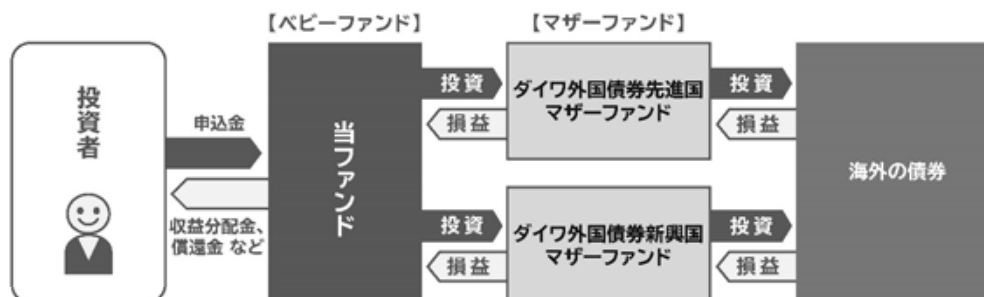 【ベビーファンド】
【マザーファンド】
投資者
申込金
収益分配金、
償還金 など
当ファンド
投資
損益
ダイワ外国債券先進国
マザーファンド
投資
損益
投資
損益
ダイワ外国債券新興国
マザーファンド
投資
損益
海外の債券